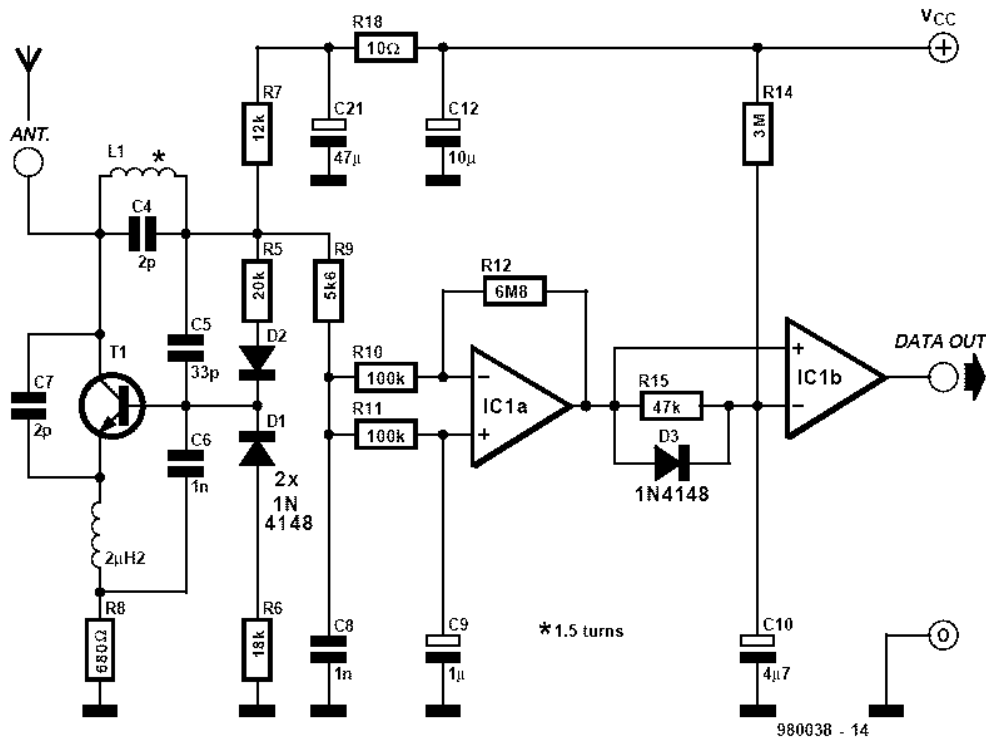 R18
10Ω
VCC
+
ANT.
R7
12k
C21
47µ
C12
10µ
R14
3M
L1
*
C4
2p
R5
20k
R9
5k6
R12
6M8
D2
C5
33p
T1
C7
2p
R10
100k
R11
100k
-
+
IC1a
R15
47k
+
-
IC1b
DATA OUT
D3
1N4148
D1
2x
1N
4148
C6
1n
2µH2
R8
680Ω
R6
18k
C8
1n
C9
1µ
*1.5 turns
C10
4µ7
0
980038 - 14